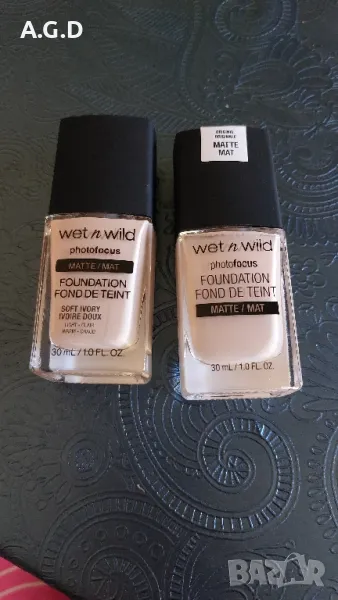 A.G.D
wet n wild
photofocus
MATTE / MAT
FOUNDATION
FOND DE TEINT
SOFT IVORY
IVOIRE DOUX
30 mL / 1.0 FL. OZ.
MATTE
MAT
wet n wild
photofocus
FOUNDATION
FOND DE TEINT
MATTE / MAT
30 mL / 1.0 FL. OZ.
BAZAR